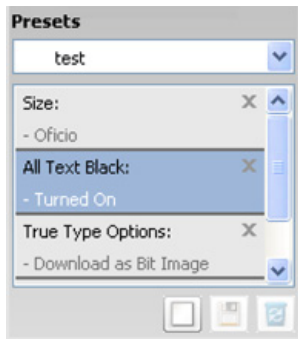 Presets
test
Size:
- Oficio
All Text Black:
- Turned On
True Type Options:
- Download as Bit Image